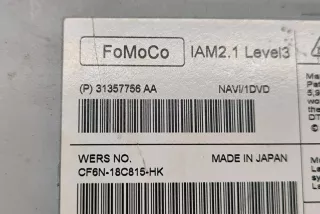 FoMoCo IAM2.1 Level3
(P) 31357756 AA NAVI/1DVD
WERS NO. MADE IN JAPAN
CF6N-18C815-HK